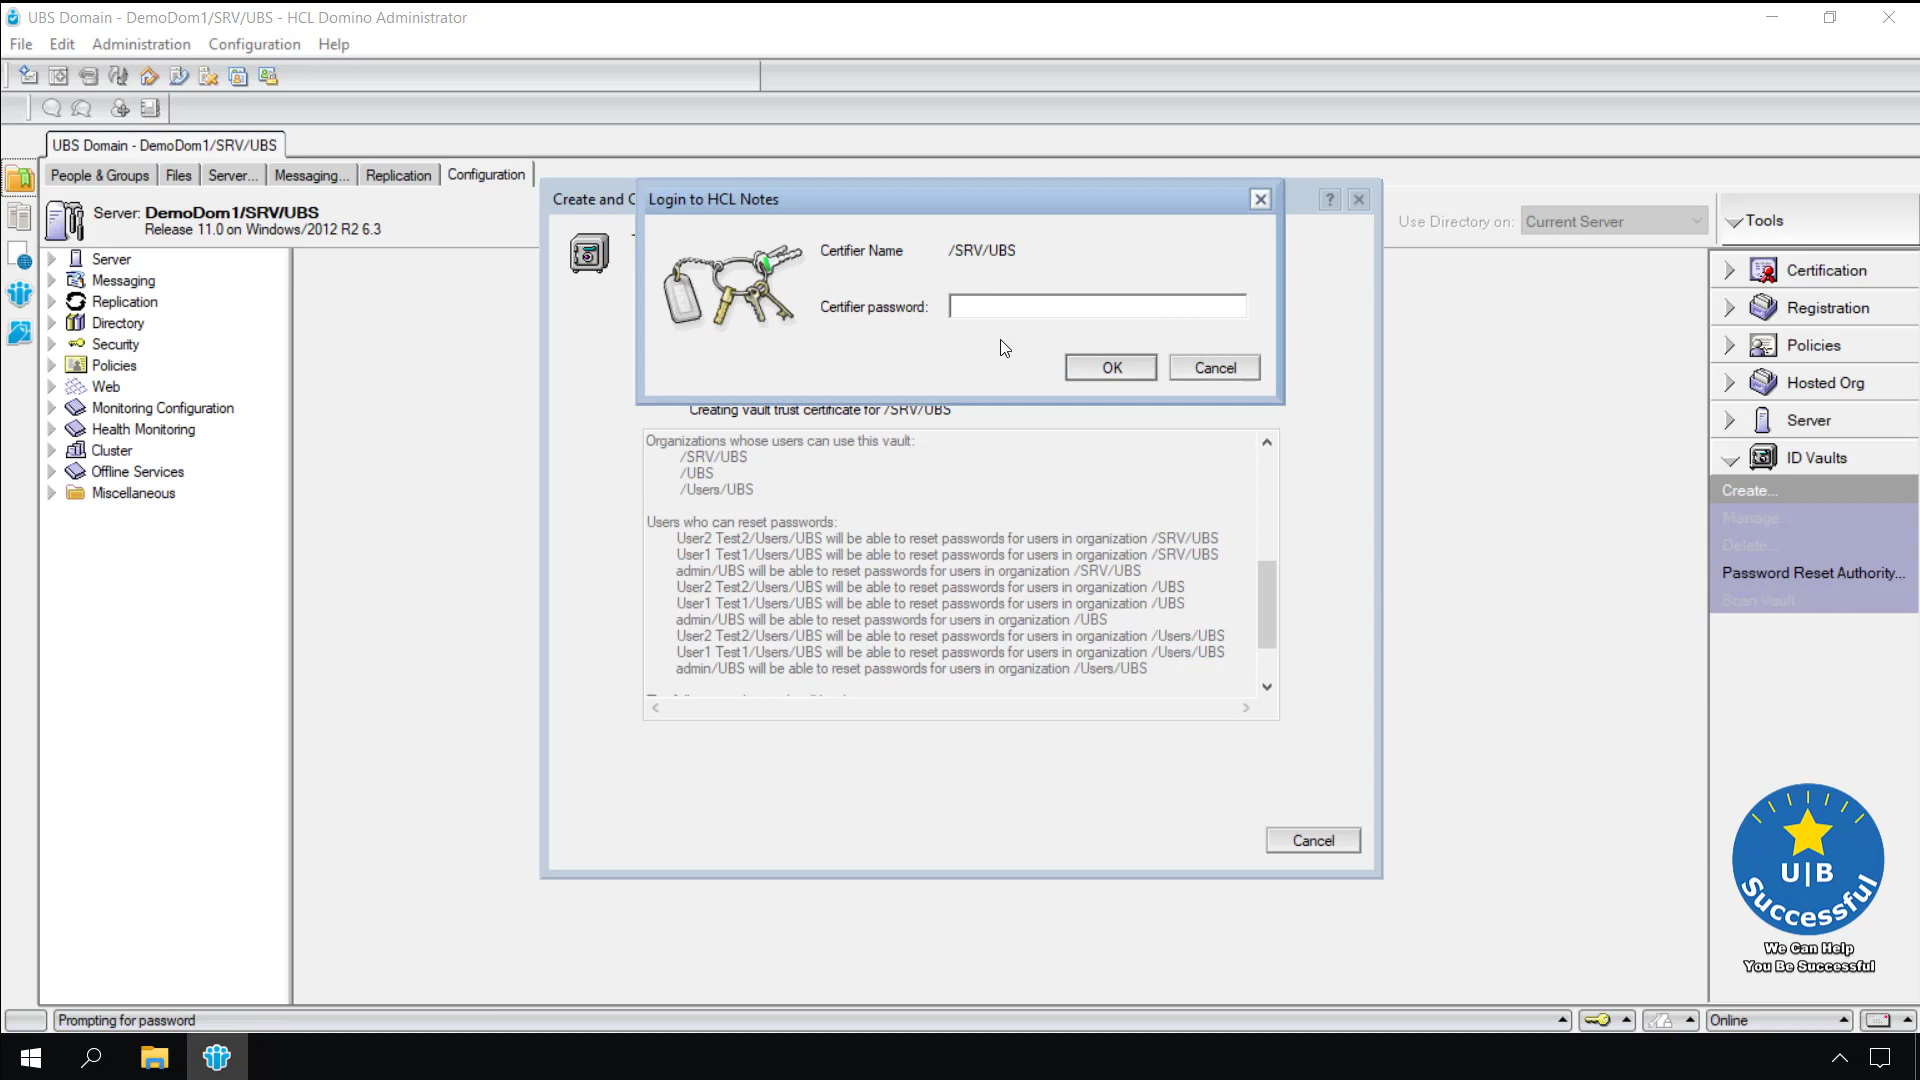 UBS Domain - DemoDom1/SRV/UBS - HCL Domino Administrator
File Edit Administration Configuration Help
UBS Domain - DemoDom1/SRV/UBS
People & Groups Files Server... Messaging... Replication Configuration
Server: DemoDom1/SRV/UBS
Release 11.0 on Windows/2012 R2 6.3
Use Directory on: Current Server
Tools
Server
Messaging
Replication
Directory
Security
Policies
Web
Monitoring Configuration
Health Monitoring
Cluster
Offline Services
Miscellaneous
Create and
Login to HCL Notes
Certifier Name /SRV/UBS
Certifier password:
OK Cancel
Creating vault trust certificate for /SRV/UBS
Organizations whose users can use this vault:
/SRV/UBS
/UBS
/Users/UBS
Users who can reset passwords:
User2 Test2/Users/UBS will be able to reset passwords for users in organization /SRV/UBS
User1 Test1/Users/UBS will be able to reset passwords for users in organization /SRV/UBS
admin/UBS will be able to reset passwords for users in organization /SRV/UBS
User2 Test2/Users/UBS will be able to reset passwords for users in organization /UBS
User1 Test1/Users/UBS will be able to reset passwords for users in organization /UBS
admin/UBS will be able to reset passwords for users in organization /UBS
User2 Test2/Users/UBS will be able to reset passwords for users in organization /Users/UBS
User1 Test1/Users/UBS will be able to reset passwords for users in organization /Users/UBS
admin/UBS will be able to reset passwords for users in organization /Users/UBS
Cancel
Certification
Registration
Policies
Hosted Org
Server
ID Vaults
Create...
Manage...
Delete...
Password Reset Authority...
Scan Vault
U|B
Successful
We Can Help
You Be Successful
Prompting for password
Online